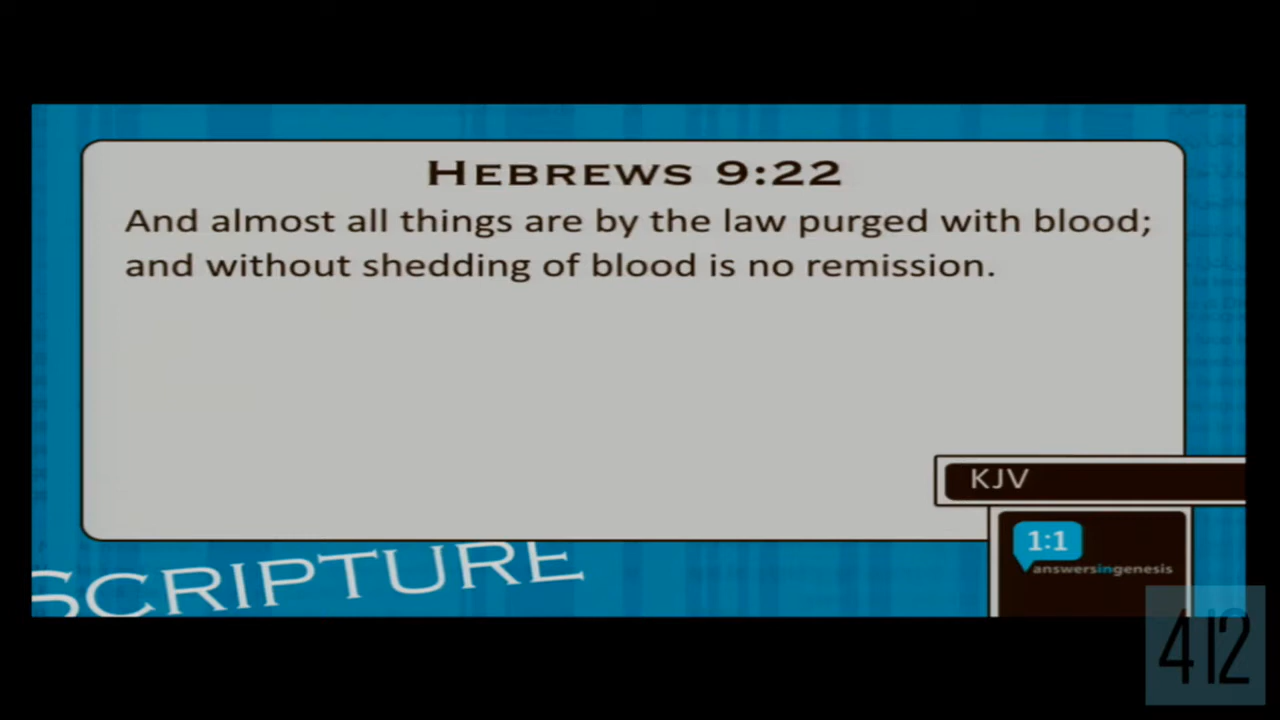 HEBREWS 9:22
And almost all things are by the law purged with blood;
and without shedding of blood is no remission.
KJV
1:1
answersingenesis
SCRIPTURE
412